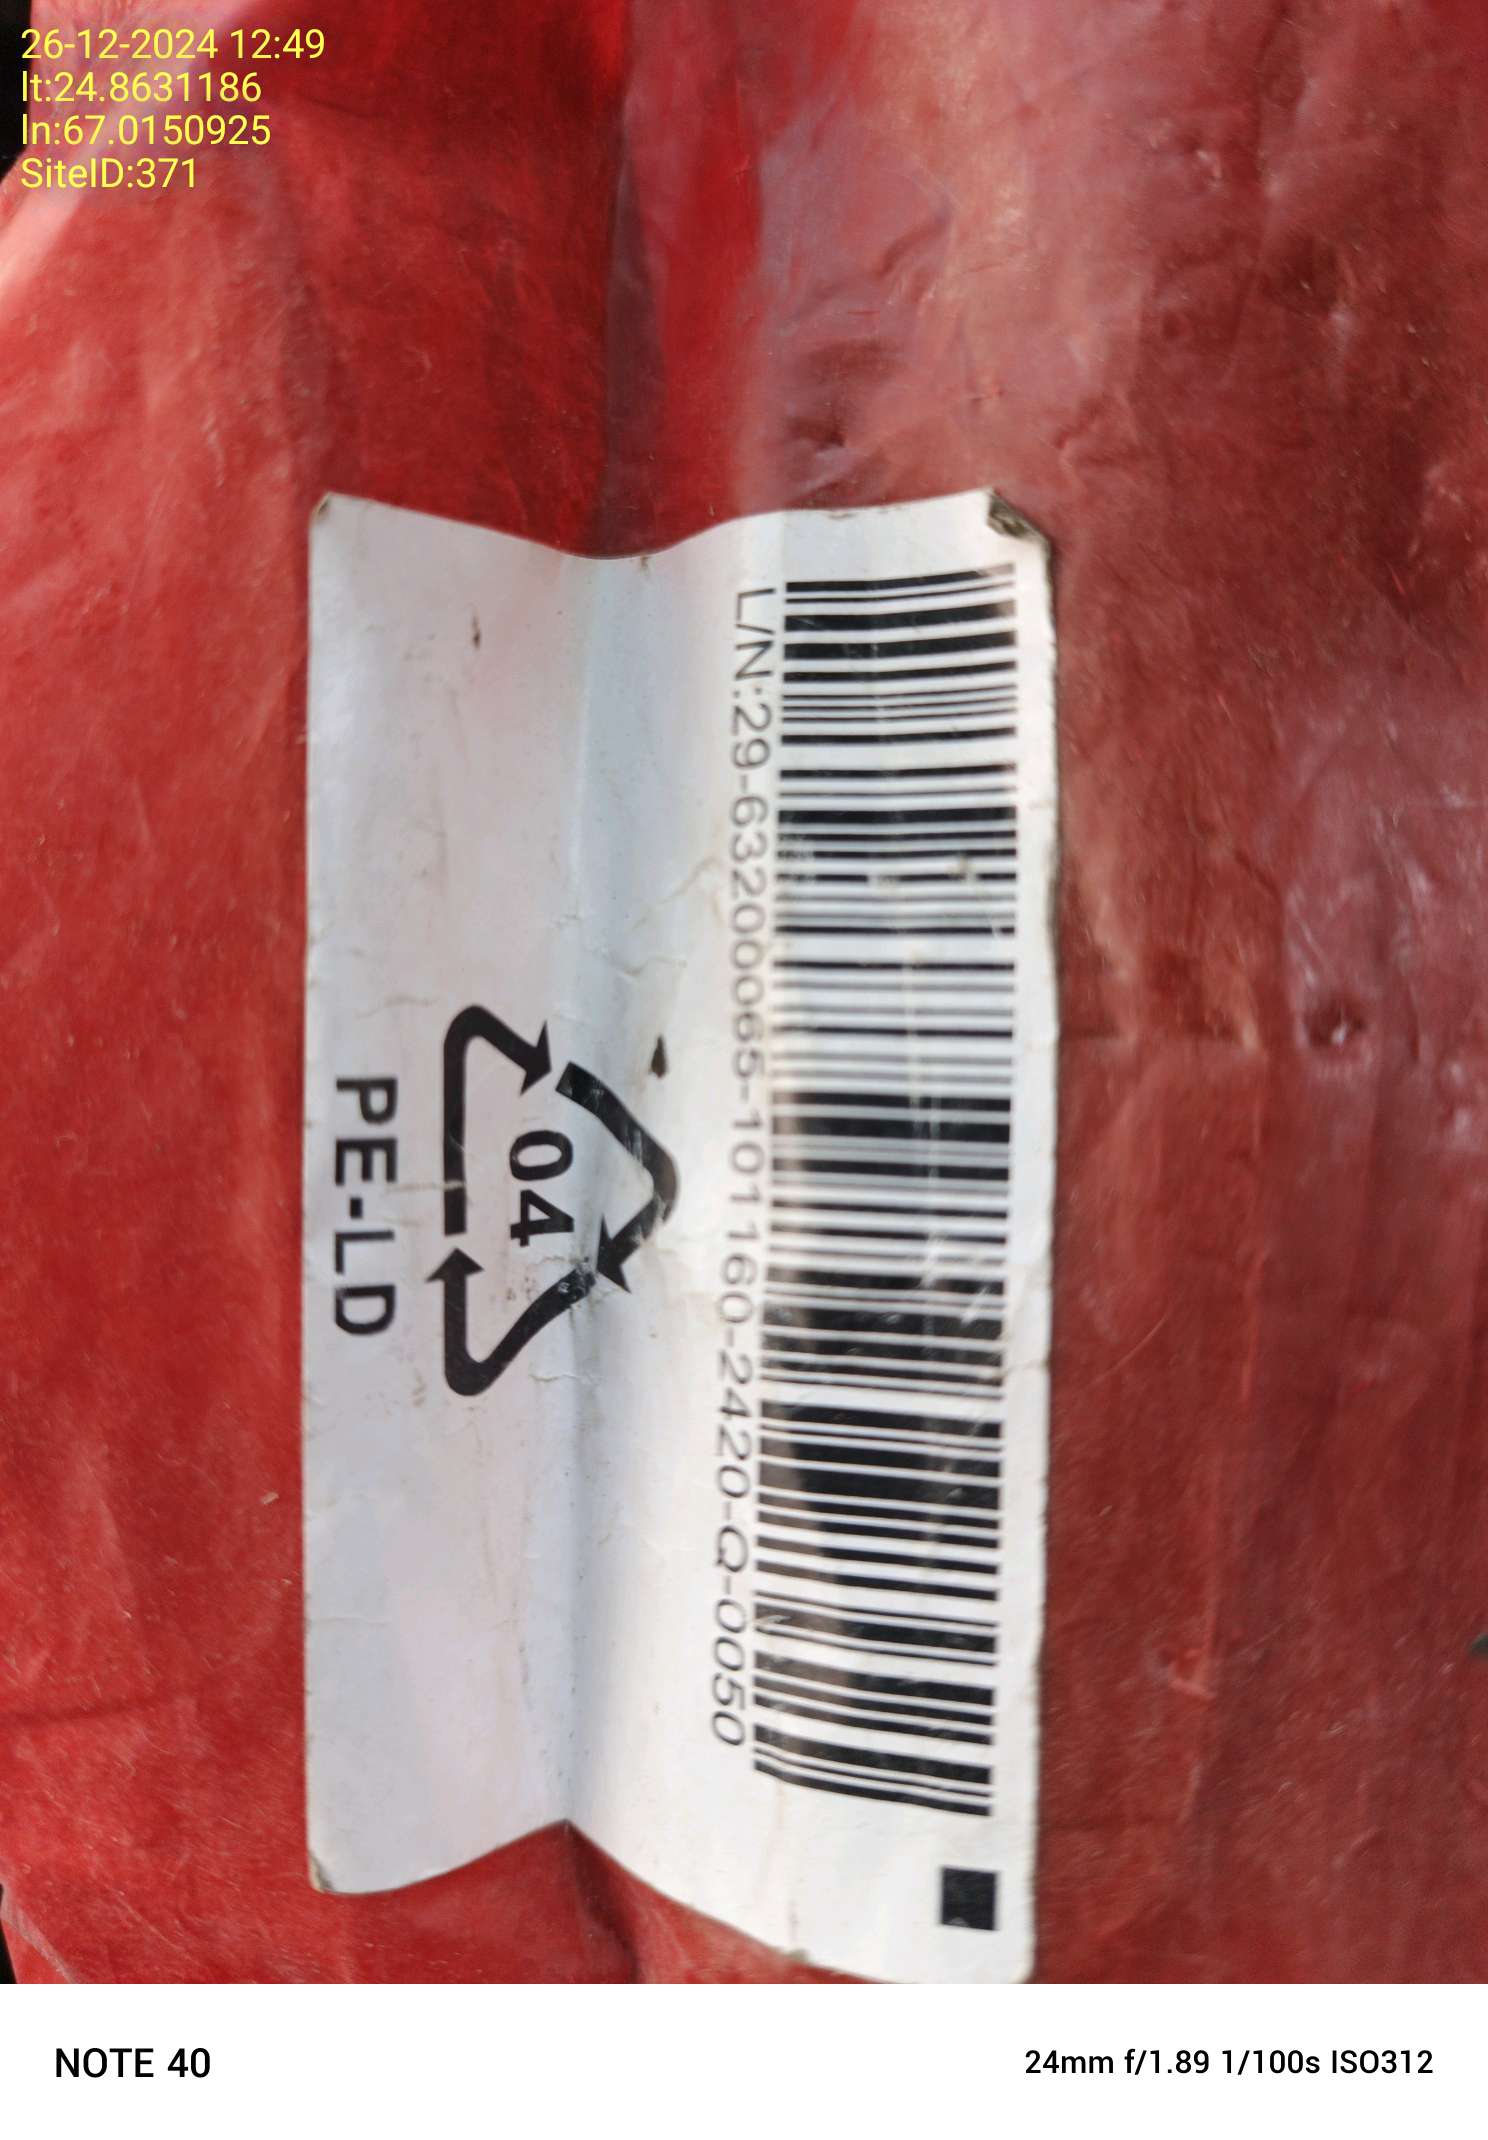 26-12-2024 12:49
lt:24.8631186
ln:67.0150925
SiteID:371
L/N:29-63200065-101160-2420-Q-0050
04
PE-LD
NOTE 40
24mm f/1.89 1/100s ISO312